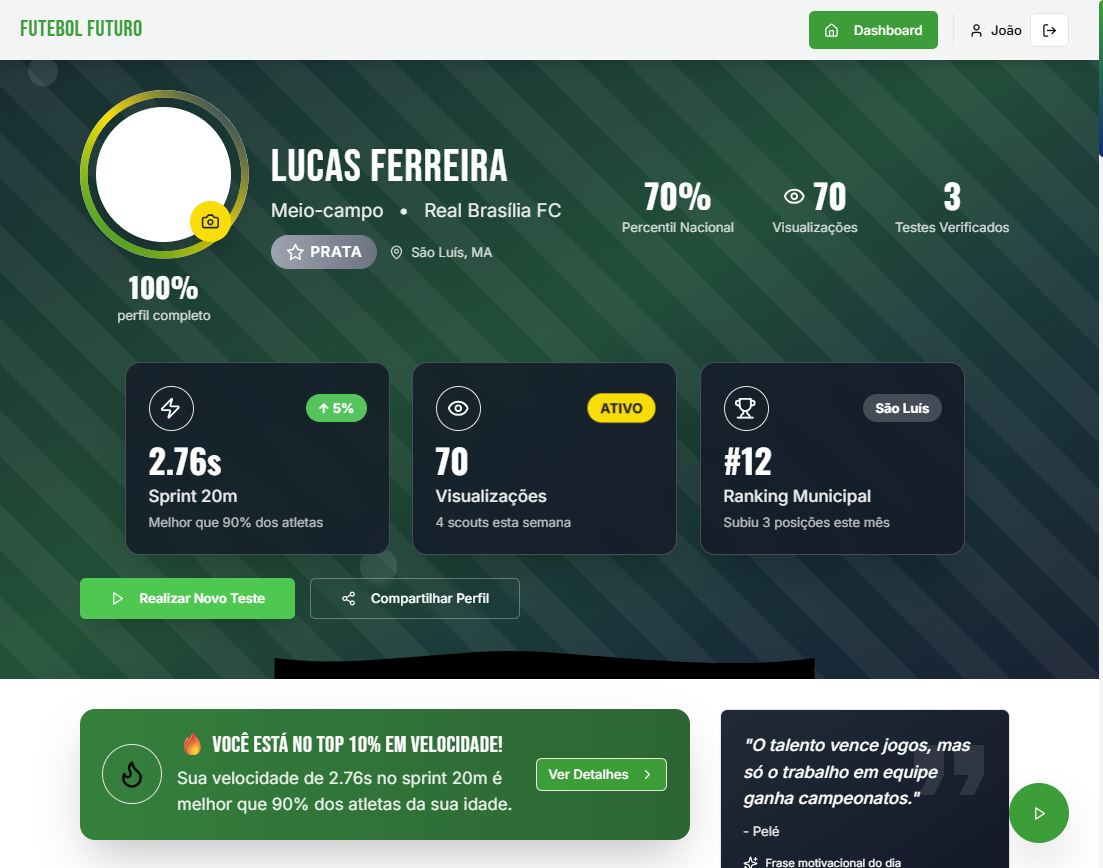 FUTEBOL FUTURO
Dashboard
João
LUCAS FERREIRA
Meio-campo • Real Brasília FC
PRATA
São Luís, MA
100%
perfil completo
70%
Percentil Nacional
70
Visualizações
3
Testes Verificados
↑ 5%
2.76s
Sprint 20m
Melhor que 90% dos atletas
ATIVO
70
Visualizações
4 scouts esta semana
São Luís
#12
Ranking Municipal
Subiu 3 posições este mês
Realizar Novo Teste
Compartilhar Perfil
🔥 VOCÊ ESTÁ NO TOP 10% EM VELOCIDADE!
Sua velocidade de 2.76s no sprint 20m é
melhor que 90% dos atletas da sua idade.
Ver Detalhes
"O talento vence jogos, mas
só o trabalho em equipe
ganha campeonatos."
- Pelé
Frase motivacional do dia